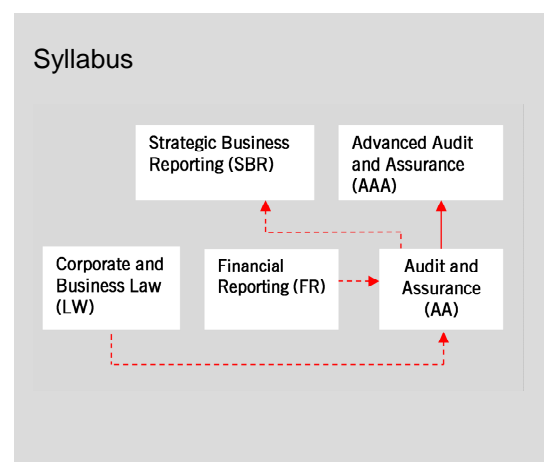 Syllabus
Strategic Business
Reporting (SBR)
Advanced Audit
and Assurance
(AAA)
Corporate and
Business Law
(LW)
Financial
Reporting (FR)
Audit and
Assurance
(AA)